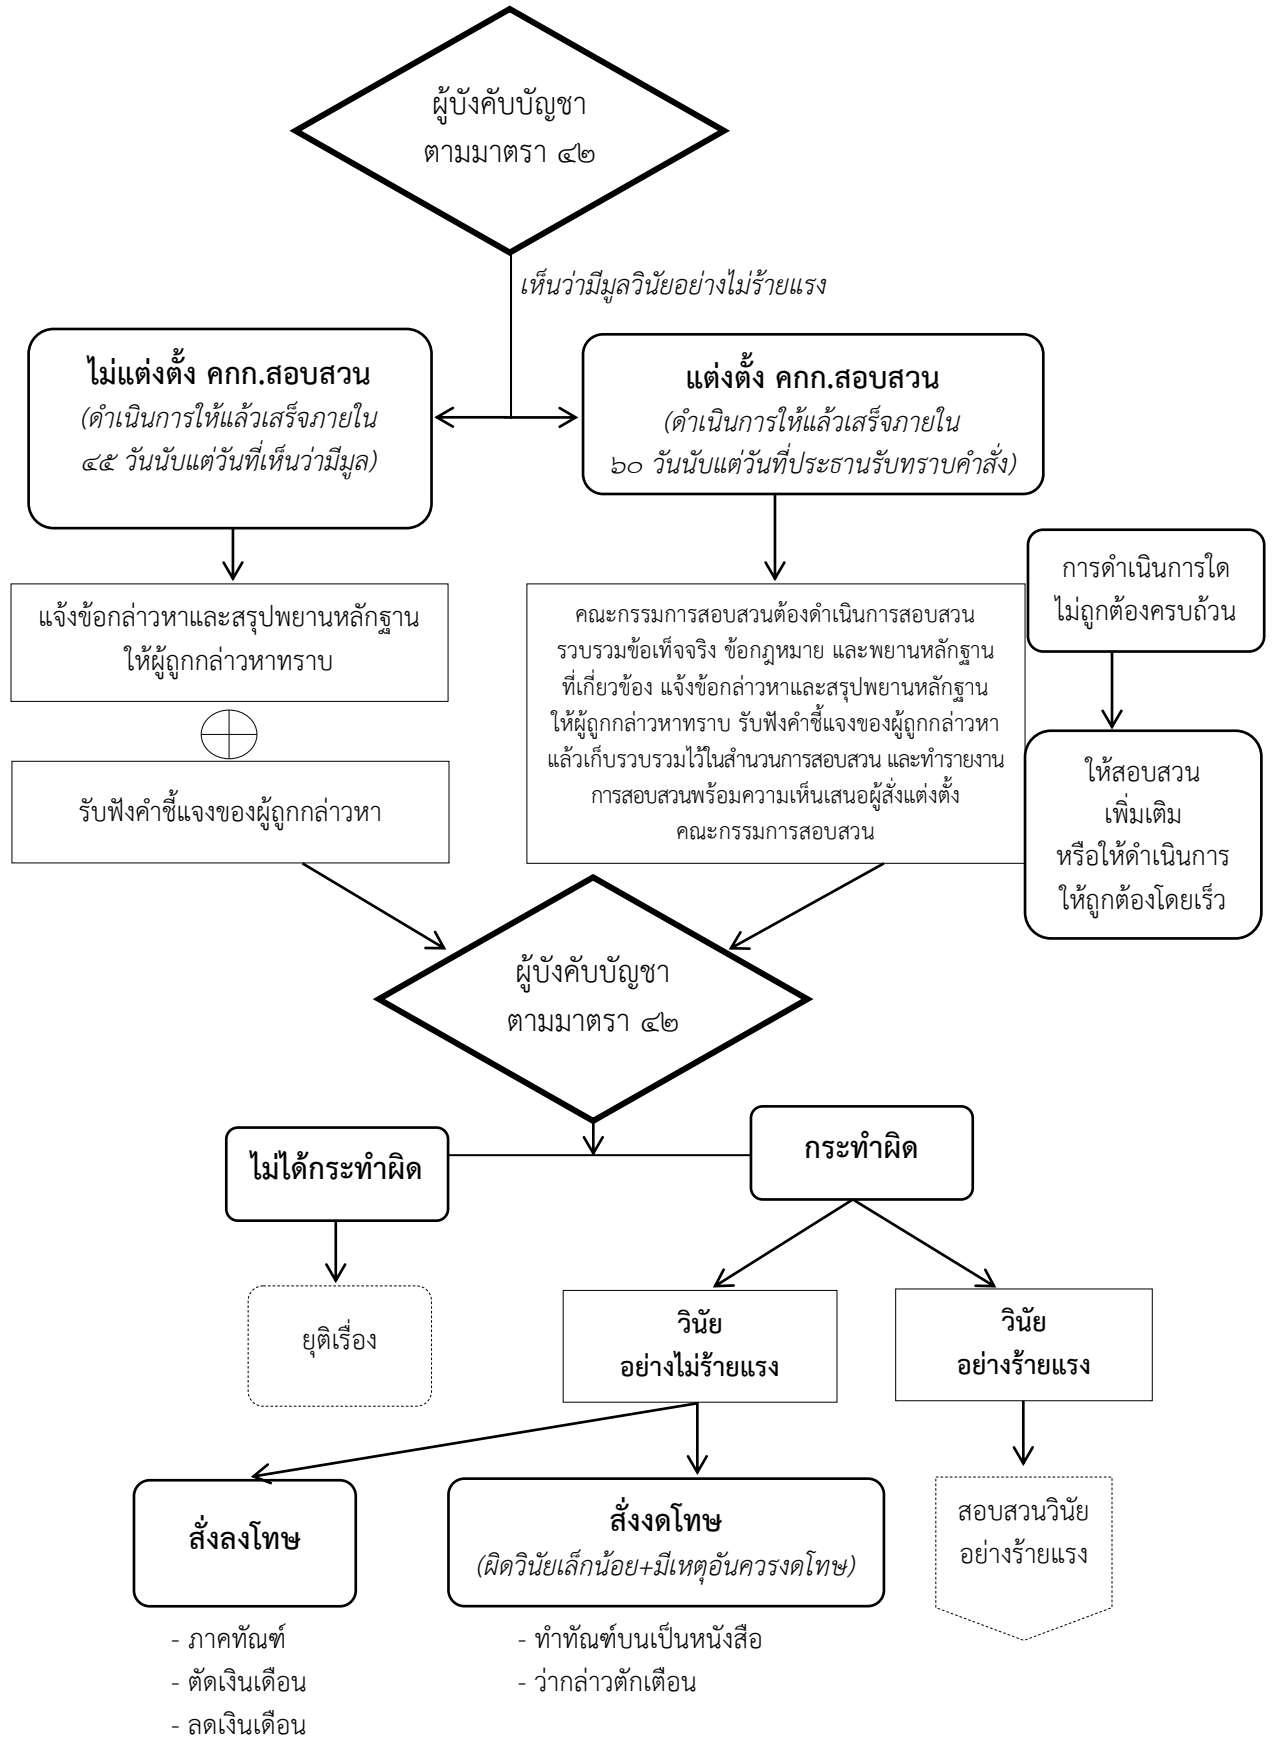 ผู้บังคับบัญชา
ตามมาตรา ๔๒
เห็นว่ามีมูลวินัยอย่างไม่ร้ายแรง
ไม่แต่งตั้ง คกก.สอบสวน
(ดำเนินการให้แล้วเสร็จภายใน
๔๕ วันนับแต่วันที่เห็นว่ามีมูล)
แต่งตั้ง คกก.สอบสวน
(ดำเนินการให้แล้วเสร็จภายใน
๖๐ วันนับแต่วันที่ประธานรับทราบคำสั่ง)
แจ้งข้อกล่าวหาและสรุปพยานหลักฐาน
ให้ผู้ถูกกล่าวหาทราบ
รับฟังคำชี้แจงของผู้ถูกกล่าวหา
คณะกรรมการสอบสวนต้องดำเนินการสอบสวน
รวบรวมข้อเท็จจริง ข้อกฎหมาย และพยานหลักฐาน
ที่เกี่ยวข้อง แจ้งข้อกล่าวหาและสรุปพยานหลักฐาน
ให้ผู้ถูกกล่าวหาทราบ รับฟังคำชี้แจงของผู้ถูกกล่าวหา
แล้วเก็บรวบรวมไว้ในสำนวนการสอบสวน และทำรายงาน
การสอบสวนพร้อมความเห็นเสนอผู้สั่งแต่งตั้ง
คณะกรรมการสอบสวน
การดำเนินการใด
ไม่ถูกต้องครบถ้วน
ให้สอบสวน
เพิ่มเติม
หรือให้ดำเนินการ
ให้ถูกต้องโดยเร็ว
ผู้บังคับบัญชา
ตามมาตรา ๔๒
ไม่ได้กระทำผิด
กระทำผิด
ยุติเรื่อง
วินัย
อย่างไม่ร้ายแรง
วินัย
อย่างร้ายแรง
สั่งลงโทษ
สั่งงดโทษ
(ผิดวินัยเล็กน้อย+มีเหตุอันควรงดโทษ)
สอบสวนวินัย
อย่างร้ายแรง
- ภาคทัณฑ์
- ตัดเงินเดือน
- ลดเงินเดือน
- ทำทัณฑ์บนเป็นหนังสือ
- ว่ากล่าวตักเตือน